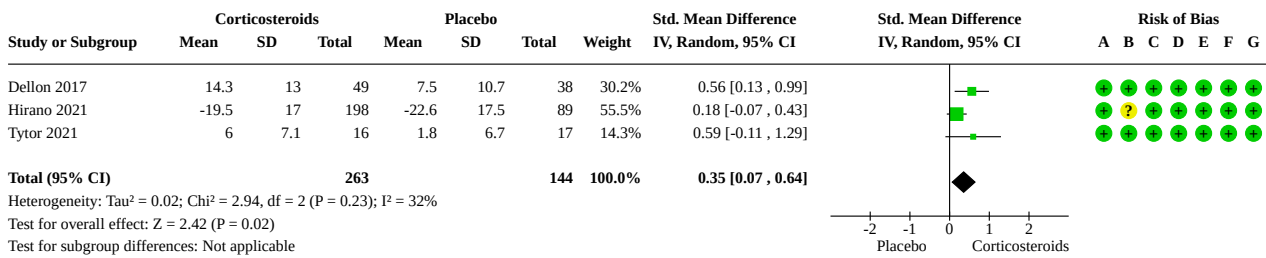 Corticosteroids Placebo Std. Mean Difference Std. Mean Difference Risk of Bias
Study or Subgroup Mean SD Total Mean SD Total Weight IV, Random, 95% CI IV, Random, 95% CI A B C D E F G
Dellon 2017 14.3 13 49 7.5 10.7 38 30.2% 0.56 [0.13 , 0.99] + + + + + + +
Hirano 2021 -19.5 17 198 -22.6 17.5 89 55.5% 0.18 [-0.07 , 0.43] + ? + + + + +
Tytor 2021 6 7.1 16 1.8 6.7 17 14.3% 0.59 [-0.11 , 1.29] + + + + + + +
Total (95% CI) 263 144 100.0% 0.35 [0.07 , 0.64]
Heterogeneity: Tau² = 0.02; Chi² = 2.94, df = 2 (P = 0.23); I² = 32%
Test for overall effect: Z = 2.42 (P = 0.02) -2 -1 0 1 2
Test for subgroup differences: Not applicable Placebo Corticosteroids